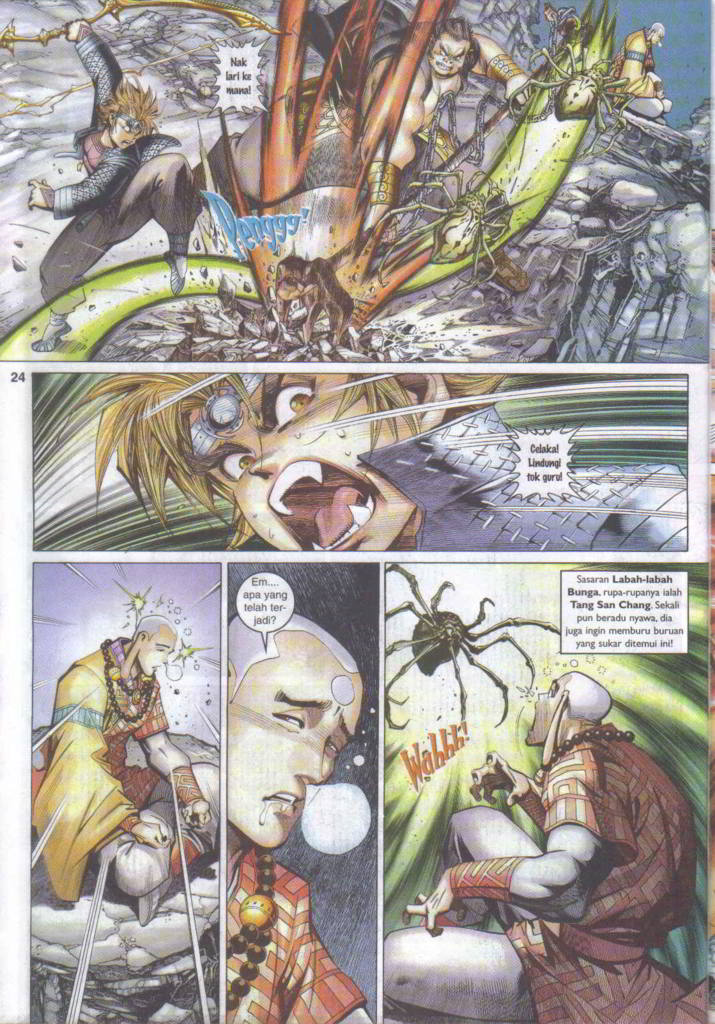 Nak
lari ke
mana!
Penggg!
24
Celaka!
Lindungi
tok guru!
Em....
apa yang
telah ter-
jadi?
Sasaran Labah-labah
Bunga, rupa-rupanya ialah
Tang San Chang. Sekali
pun beradu nyawa, dia
juga ingin memburu buruan
yang sukar ditemui ini!
Wahhh!